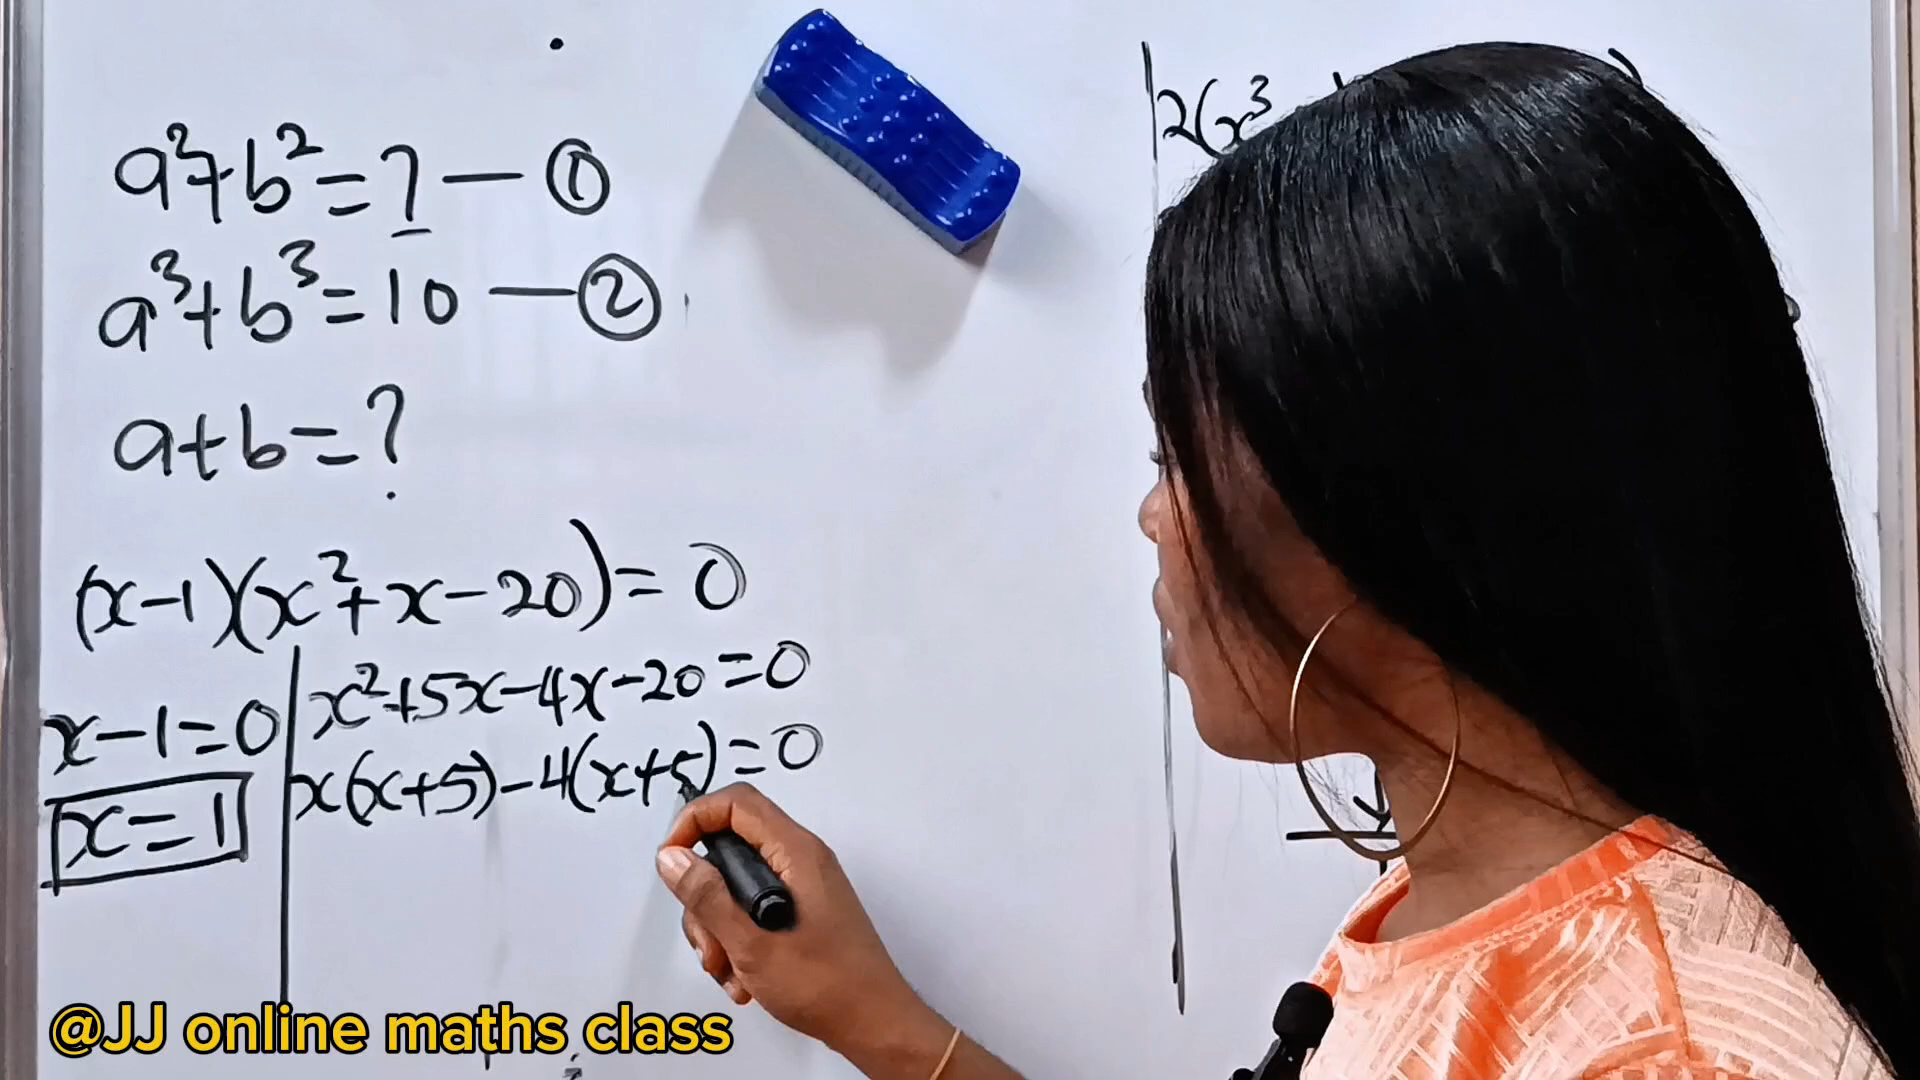 a²+b²=7 — ①
a³+b³=10 — ②
a+b=?
(x-1)(x²+x-20)=0
x-1=0
x=1
x²+5x-4x-20=0
x(x+5)-4(x+5)=0
2(x³
@JJ online maths class